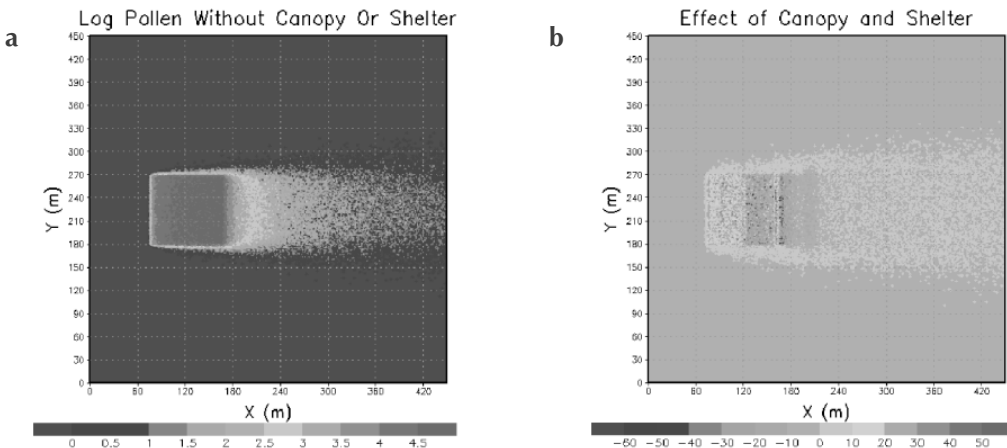 a
Log Pollen Without Canopy Or Shelter
450
420
390
360
330
300
270
240
210
180
150
120
90
60
30
0
Y (m)
0 60 120 180 240 300 360 420
X (m)
0 0.5 1 1.5 2 2.5 3 3.5 4 4.5
b
Effect of Canopy and Shelter
450
420
390
360
330
300
270
240
210
180
150
120
90
60
30
0
Y (m)
0 60 120 180 240 300 360 420
X (m)
−60 −50 −40 −30 −20 −10 0 10 20 30 40 50